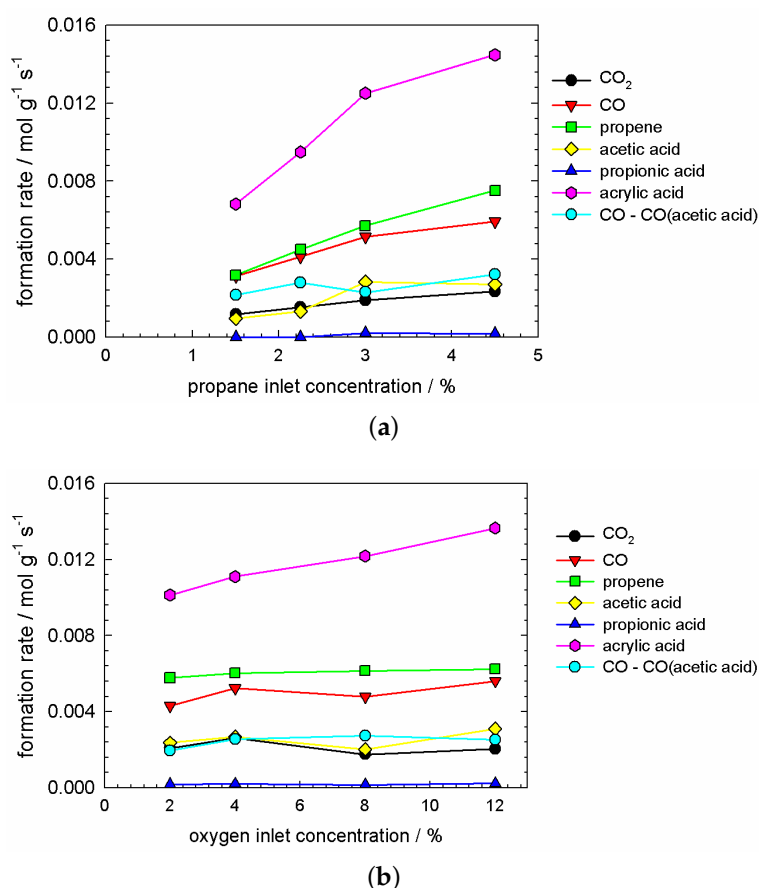 0.016
0.012
0.008
0.004
0.000
formation rate / mol g⁻¹ s⁻¹
0 1 2 3 4 5
propane inlet concentration / %
CO₂
CO
propene
acetic acid
propionic acid
acrylic acid
CO - CO(acetic acid)
(a)
0.016
0.012
0.008
0.004
0.000
formation rate / mol g⁻¹ s⁻¹
0 2 4 6 8 10 12
oxygen inlet concentration / %
CO₂
CO
propene
acetic acid
propionic acid
acrylic acid
CO - CO(acetic acid)
(b)